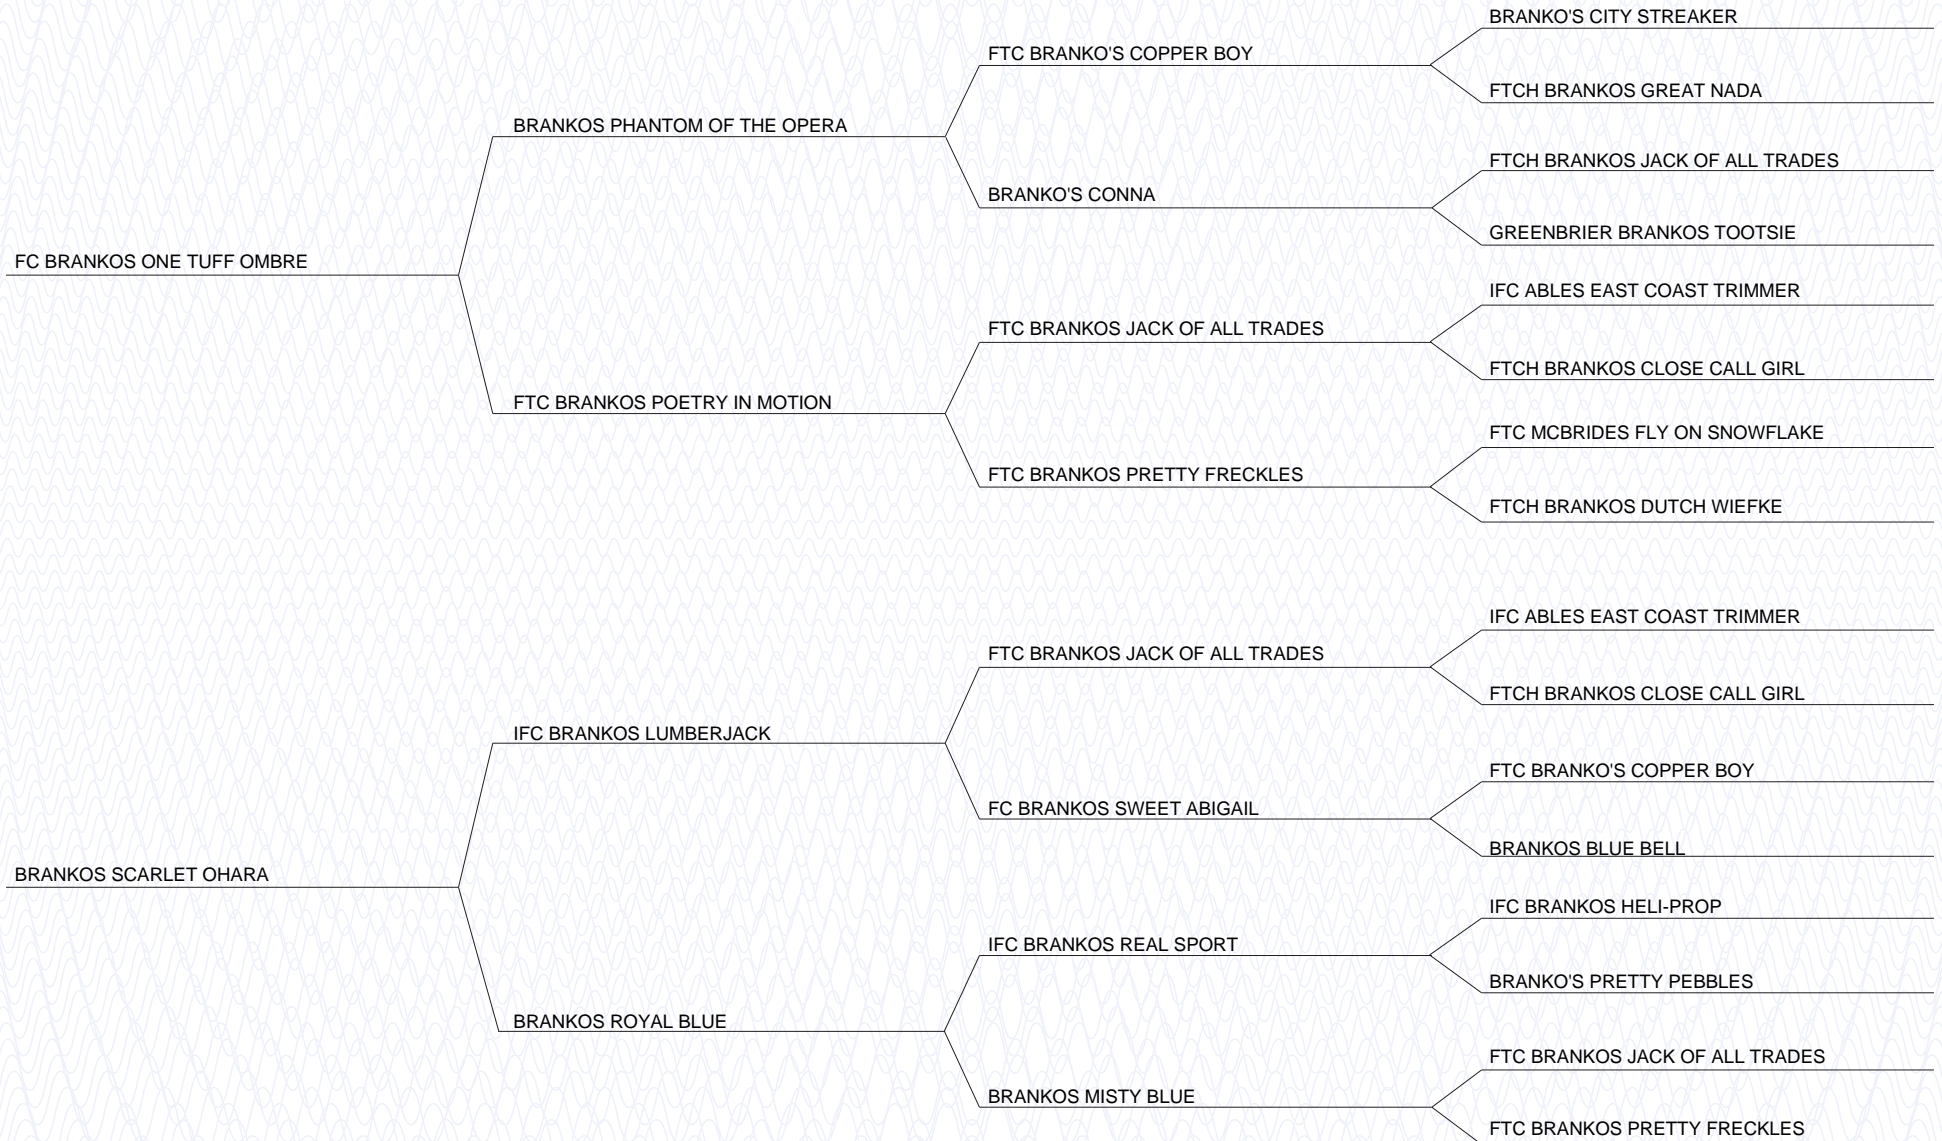 BRANKO'S CITY STREAKER
FTC BRANKO'S COPPER BOY
FTCH BRANKOS GREAT NADA
BRANKOS PHANTOM OF THE OPERA
FTCH BRANKOS JACK OF ALL TRADES
BRANKO'S CONNA
GREENBRIER BRANKOS TOOTSIE
FC BRANKOS ONE TUFF OMBRE
IFC ABLES EAST COAST TRIMMER
FTC BRANKOS JACK OF ALL TRADES
FTCH BRANKOS CLOSE CALL GIRL
FTC BRANKOS POETRY IN MOTION
FTC MCBRIDES FLY ON SNOWFLAKE
FTC BRANKOS PRETTY FRECKLES
FTCH BRANKOS DUTCH WIEFKE
IFC ABLES EAST COAST TRIMMER
FTC BRANKOS JACK OF ALL TRADES
FTCH BRANKOS CLOSE CALL GIRL
IFC BRANKOS LUMBERJACK
FTC BRANKO'S COPPER BOY
FC BRANKOS SWEET ABIGAIL
BRANKOS BLUE BELL
BRANKOS SCARLET OHARA
IFC BRANKOS HELI-PROP
IFC BRANKOS REAL SPORT
BRANKO'S PRETTY PEBBLES
BRANKOS ROYAL BLUE
FTC BRANKOS JACK OF ALL TRADES
BRANKOS MISTY BLUE
FTC BRANKOS PRETTY FRECKLES